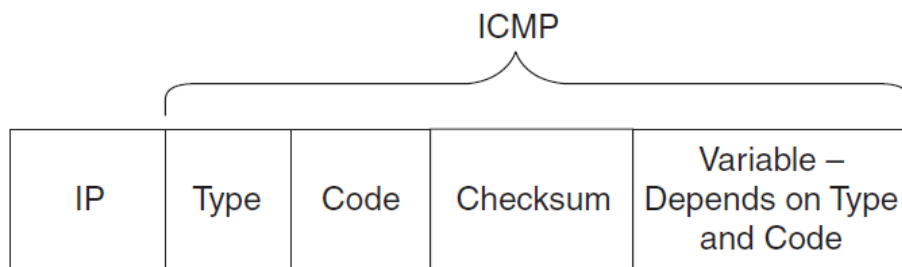 ICMP
IP
Type
Code
Checksum
Variable –
Depends on Type
and Code